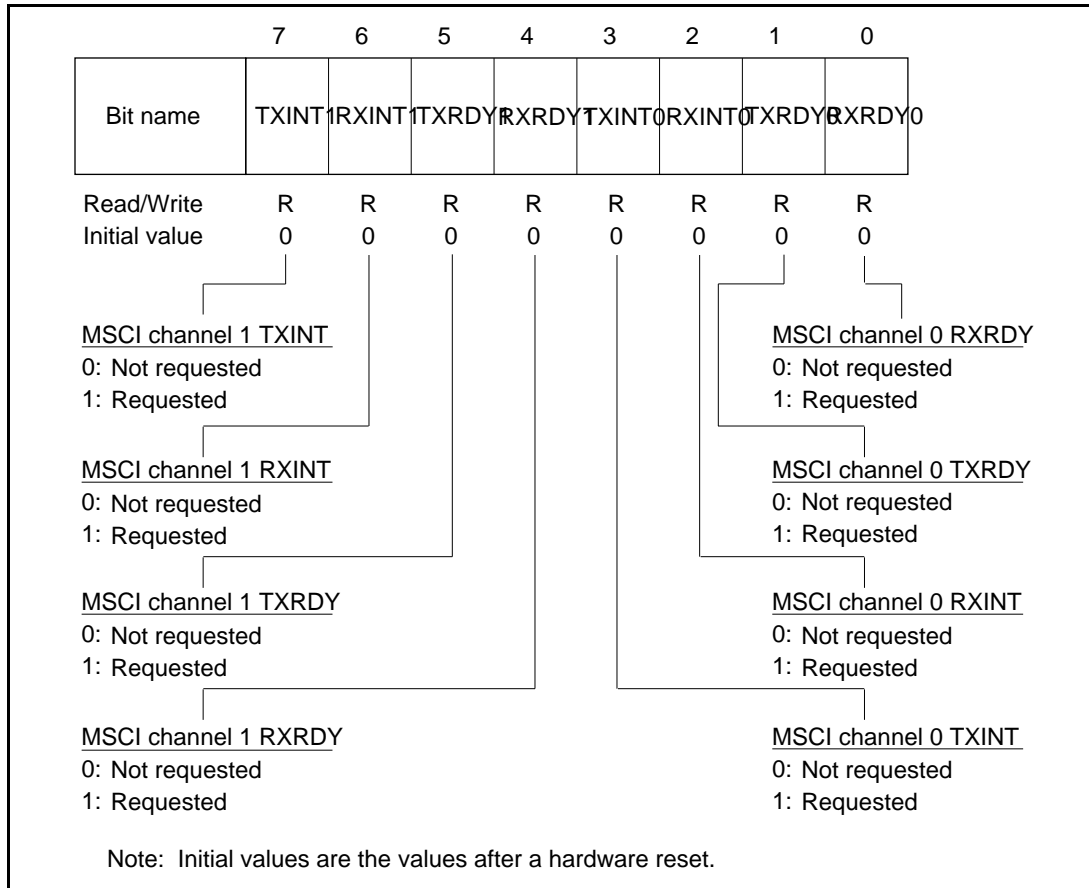 7 6 5 4 3 2 1 0
Bit name TXINT1 RXINT1 TXRDY1 RXRDY1 TXINT0 RXINT0 TXRDY0 RXRDY0
Read/Write R R R R R R R R
Initial value 0 0 0 0 0 0 0 0
MSCI channel 1 TXINT
0: Not requested
1: Requested
MSCI channel 1 RXINT
0: Not requested
1: Requested
MSCI channel 1 TXRDY
0: Not requested
1: Requested
MSCI channel 1 RXRDY
0: Not requested
1: Requested
MSCI channel 0 RXRDY
0: Not requested
1: Requested
MSCI channel 0 TXRDY
0: Not requested
1: Requested
MSCI channel 0 RXINT
0: Not requested
1: Requested
MSCI channel 0 TXINT
0: Not requested
1: Requested
Note: Initial values are the values after a hardware reset.